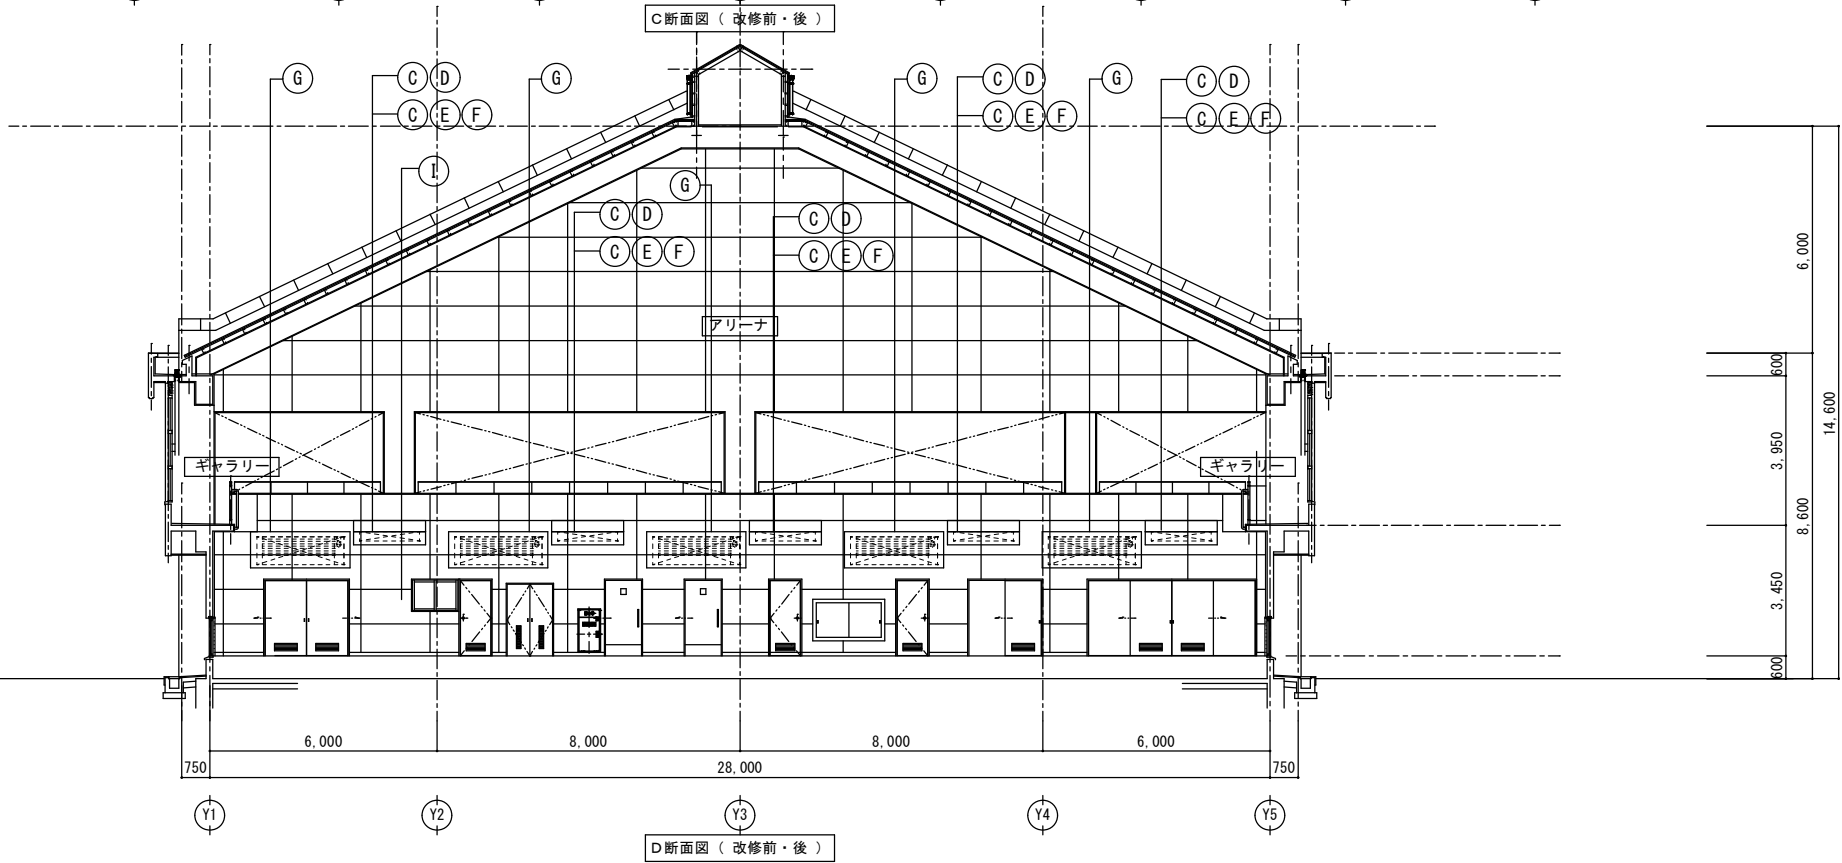 C断面図（ 改修前・後 ）
G
C D
C E F
G
G
C D
C E F
G
C D
C E F
I
G
C D
C E F
C D
C E F
アリーナ
ギャラリー
ギャラリー
6,000
600
3,950
3,450
600
8,600
14,600
6,000
8,000
8,000
6,000
750
28,000
750
Y1
Y2
Y3
Y4
Y5
D断面図（ 改修前・後 ）